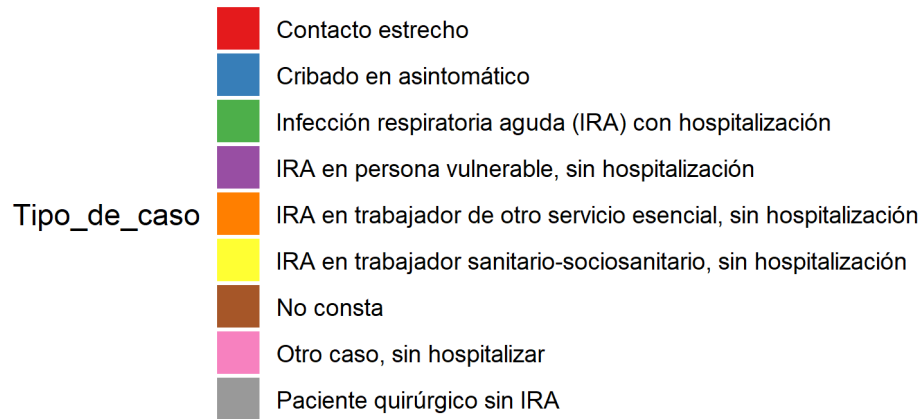 Contacto estrecho
Cribado en asintomático
Infección respiratoria aguda (IRA) con hospitalización
IRA en persona vulnerable, sin hospitalización
Tipo_de_caso
IRA en trabajador de otro servicio esencial, sin hospitalización
IRA en trabajador sanitario-sociosanitario, sin hospitalización
No consta
Otro caso, sin hospitalizar
Paciente quirúrgico sin IRA